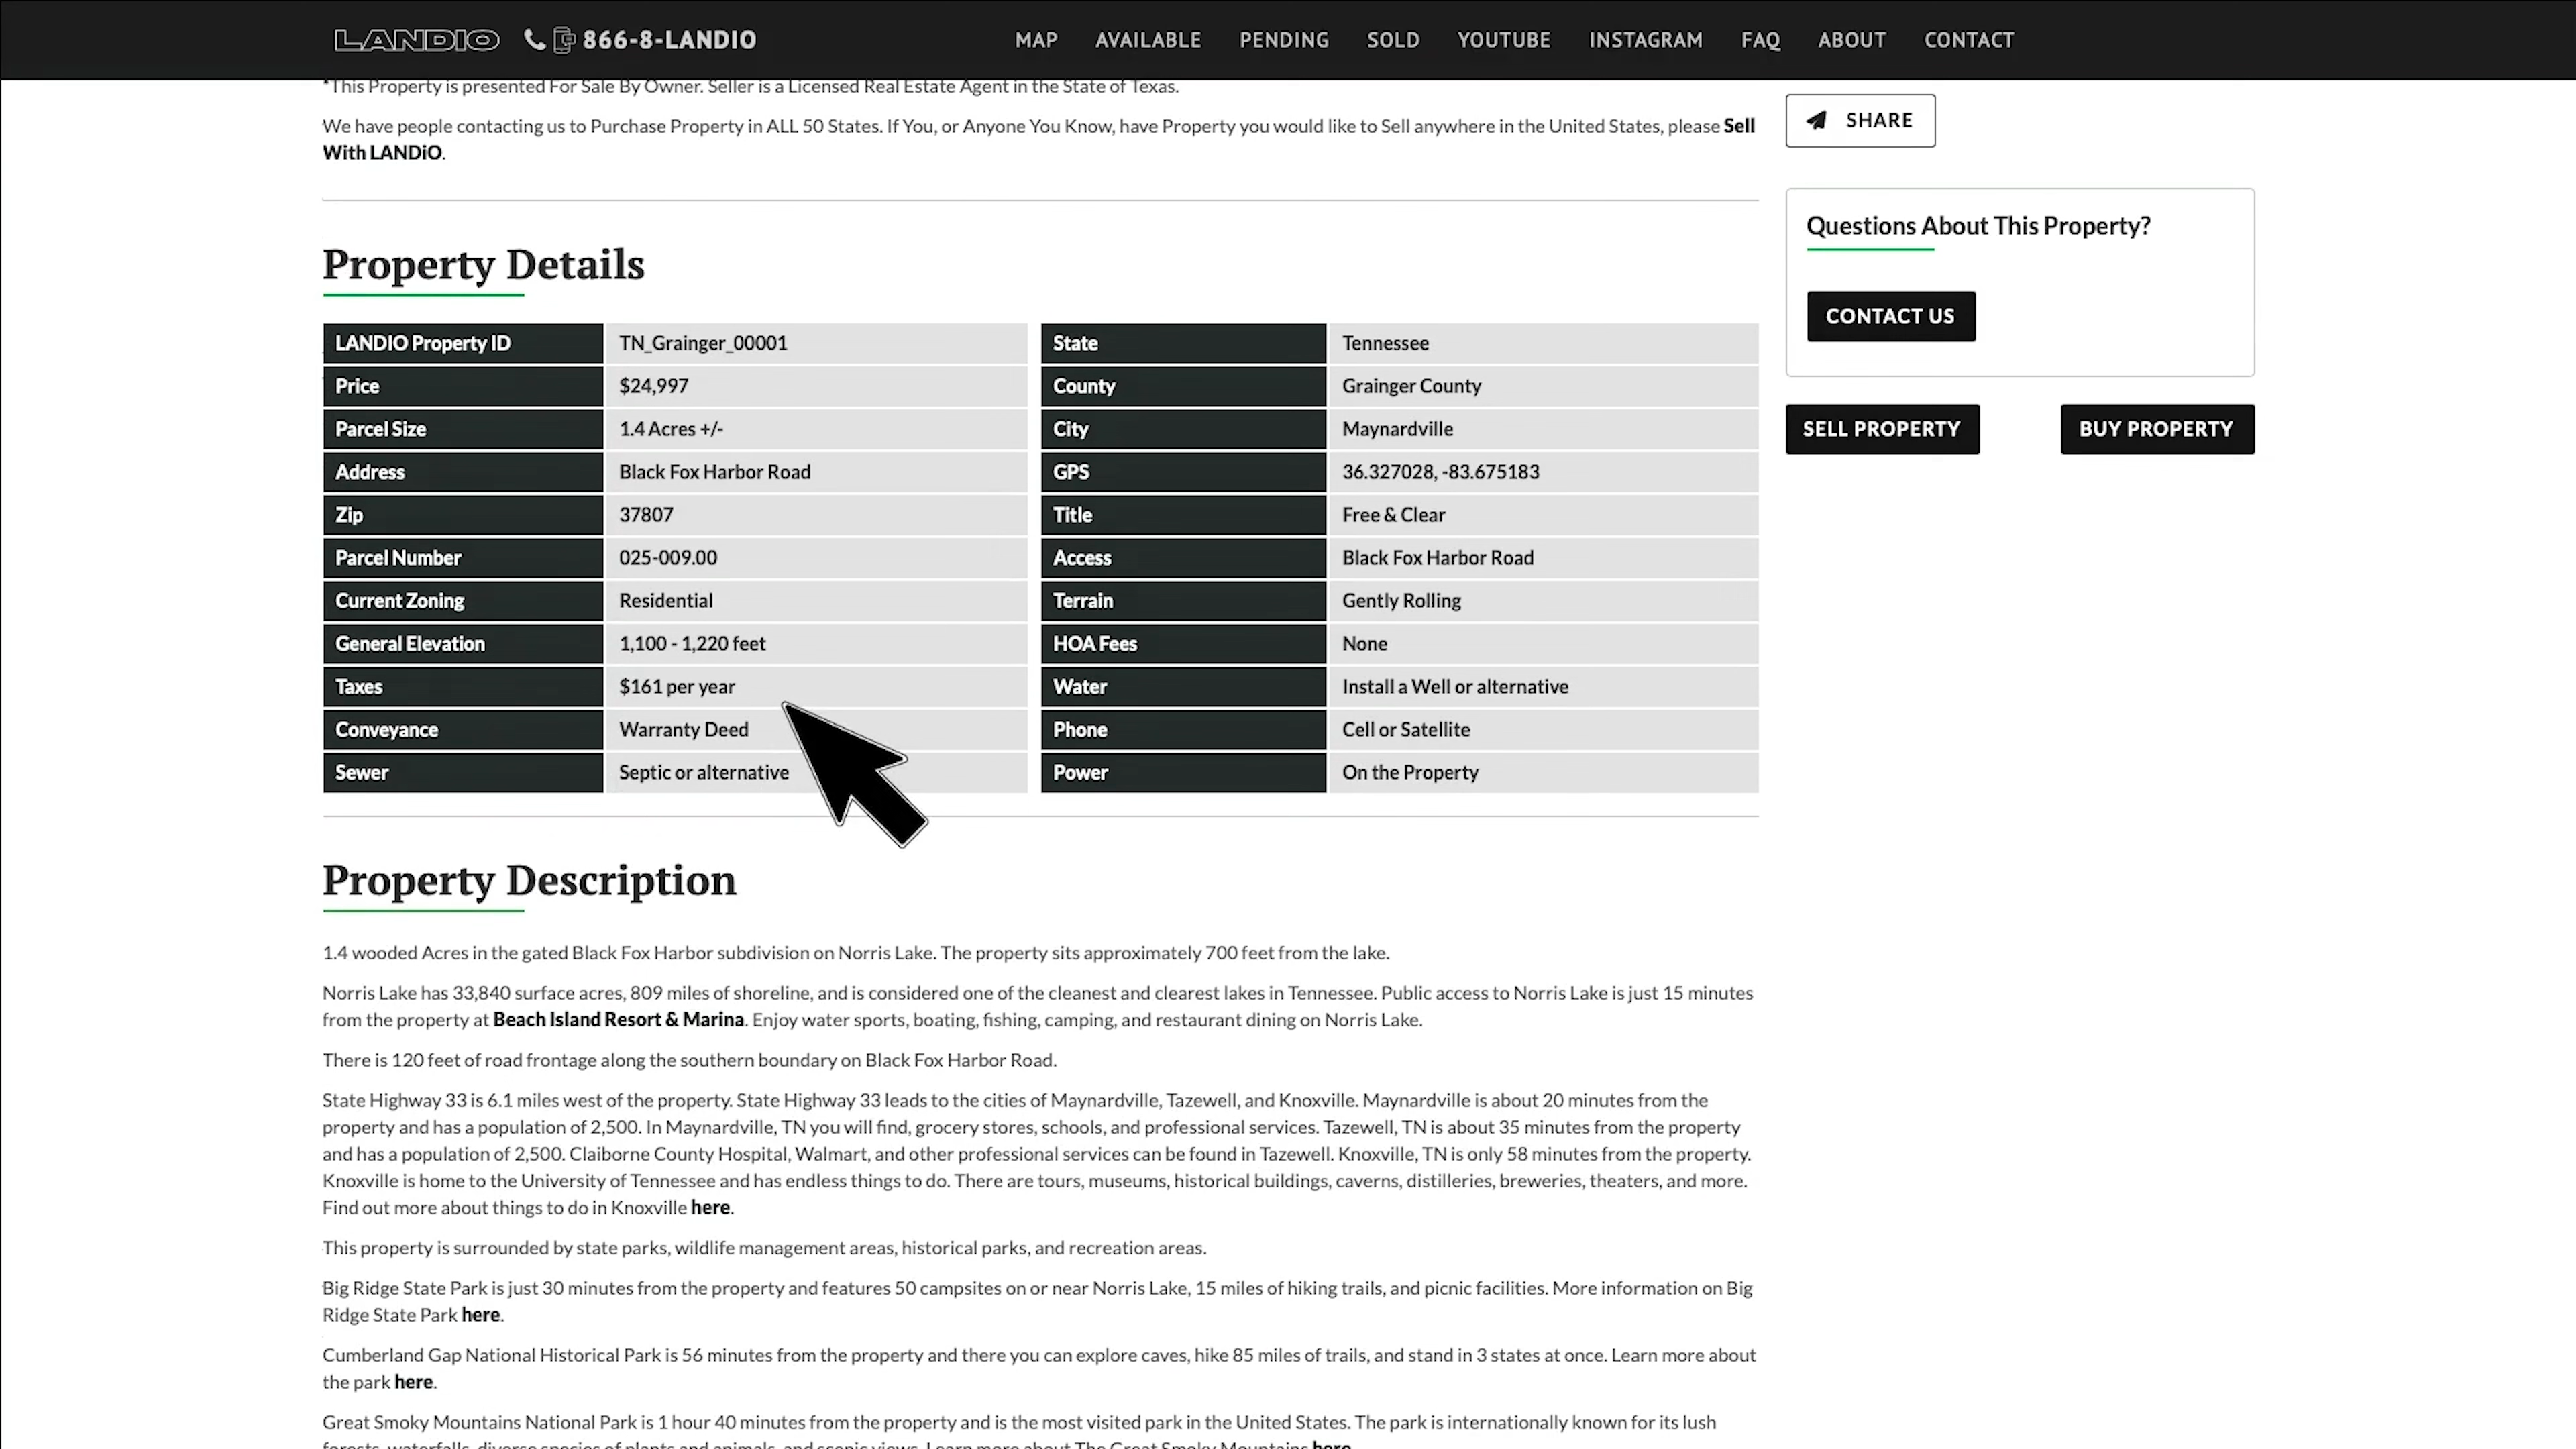 LANDIO 866-8-LANDIO MAP AVAILABLE PENDING SOLD YOUTUBE INSTAGRAM FAQ ABOUT CONTACT
*This Property is presented For Sale By Owner. Seller is a Licensed Real Estate Agent in the State of Texas.
We have people contacting us to Purchase Property in ALL 50 States. If You, or Anyone You Know, have Property you would like to Sell anywhere in the United States, please Sell
With LANDiO.
SHARE
Questions About This Property?
CONTACT US
SELL PROPERTY BUY PROPERTY
Property Details
LANDIO Property ID TN_Grainger_00001
Price $24,997
Parcel Size 1.4 Acres +/-
Address Black Fox Harbor Road
Zip 37807
Parcel Number 025-009.00
Current Zoning Residential
General Elevation 1,100 - 1,220 feet
Taxes $161 per year
Conveyance Warranty Deed
Sewer Septic or alternative
State Tennessee
County Grainger County
City Maynardville
GPS 36.327028, -83.675183
Title Free & Clear
Access Black Fox Harbor Road
Terrain Gently Rolling
HOA Fees None
Water Install a Well or alternative
Phone Cell or Satellite
Power On the Property
Property Description
1.4 wooded Acres in the gated Black Fox Harbor subdivision on Norris Lake. The property sits approximately 700 feet from the lake.
Norris Lake has 33,840 surface acres, 809 miles of shoreline, and is considered one of the cleanest and clearest lakes in Tennessee. Public access to Norris Lake is just 15 minutes
from the property at Beach Island Resort & Marina. Enjoy water sports, boating, fishing, camping, and restaurant dining on Norris Lake.
There is 120 feet of road frontage along the southern boundary on Black Fox Harbor Road.
State Highway 33 is 6.1 miles west of the property. State Highway 33 leads to the cities of Maynardville, Tazewell, and Knoxville. Maynardville is about 20 minutes from the
property and has a population of 2,500. In Maynardville, TN you will find, grocery stores, schools, and professional services. Tazewell, TN is about 35 minutes from the property
and has a population of 2,500. Claiborne County Hospital, Walmart, and other professional services can be found in Tazewell. Knoxville, TN is only 58 minutes from the property.
Knoxville is home to the University of Tennessee and has endless things to do. There are tours, museums, historical buildings, caverns, distilleries, breweries, theaters, and more.
Find out more about things to do in Knoxville here.
This property is surrounded by state parks, wildlife management areas, historical parks, and recreation areas.
Big Ridge State Park is just 30 minutes from the property and features 50 campsites on or near Norris Lake, 15 miles of hiking trails, and picnic facilities. More information on Big
Ridge State Park here.
Cumberland Gap National Historical Park is 56 minutes from the property and there you can explore caves, hike 85 miles of trails, and stand in 3 states at once. Learn more about
the park here.
Great Smoky Mountains National Park is 1 hour 40 minutes from the property and is the most visited park in the United States. The park is internationally known for its lush
forests, waterfalls, diverse species of plants and animals, and scenic views. Learn more about The Great Smoky Mountains here